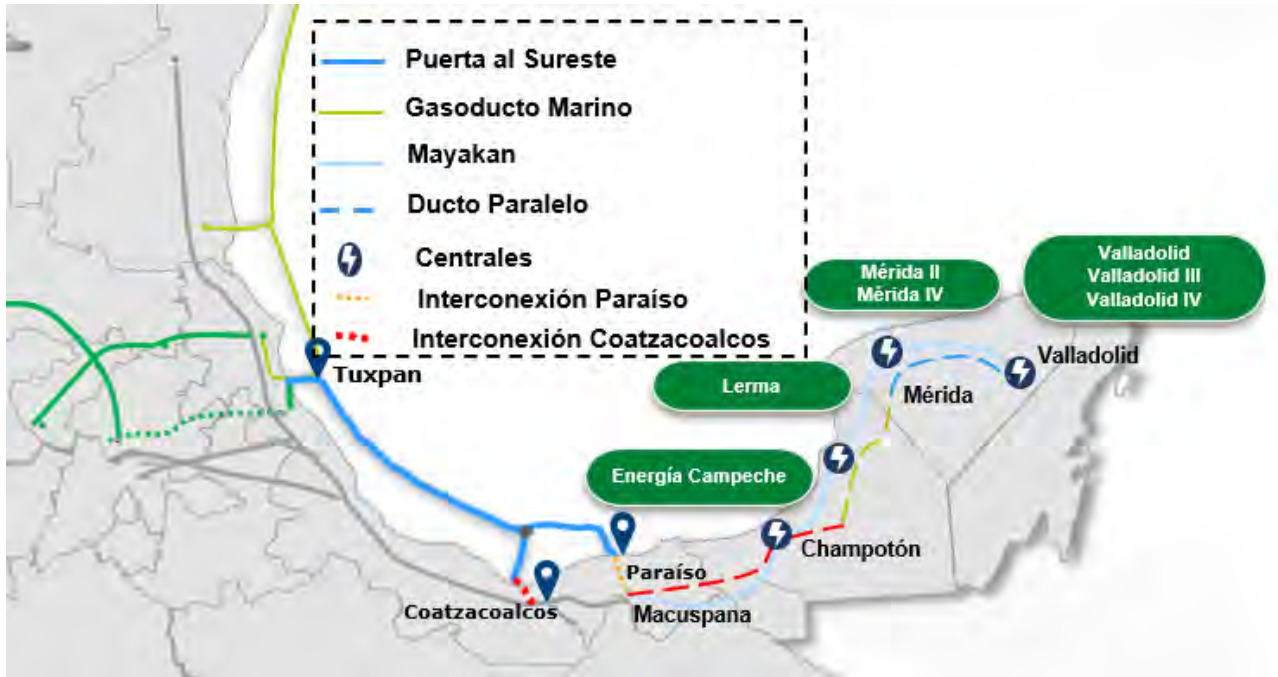 Puerta al Sureste
Gasoducto Marino
Mayakan
Ducto Paralelo
Centrales
Interconexión Paraíso
Interconexión Coatzacoalcos
Tuxpan
Valladolid
Valladolid III
Valladolid IV
Mérida II
Mérida IV
Valladolid
Lerma
Mérida
Energía Campeche
Champotón
Paraíso
Coatzacoalcos
Macuspana